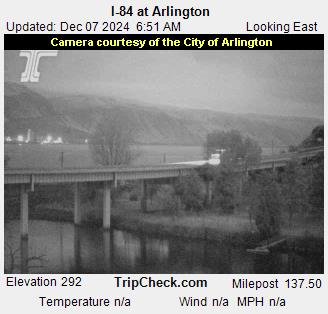 I-84 at Arlington
Updated: Dec 07 2024 6:51 AM Looking East
Camera courtesy of the City of Arlington
Elevation 292 TripCheck.com Milepost 137.50
Temperature n/a Wind n/a MPH n/a